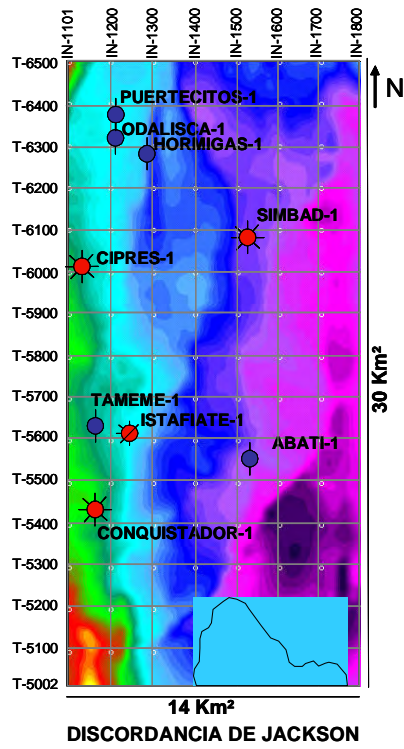 IN-1101
IN-1200
IN-1300
IN-1400
IN-1500
IN-1600
IN-1700
IN-1800
T-6500
N
T-6400
PUERTECITOS-1
ODALISCA-1
T-6300
HORMIGAS-1
T-6200
SIMBAD-1
T-6100
CIPRES-1
T-6000
T-5900
T-5800
30 Km²
T-5700
TAMEME-1
ISTAFIATE-1
T-5600
ABATI-1
T-5500
T-5400
CONQUISTADOR-1
T-5300
T-5200
T-5100
T-5002
14 Km²
DISCORDANCIA DE JACKSON